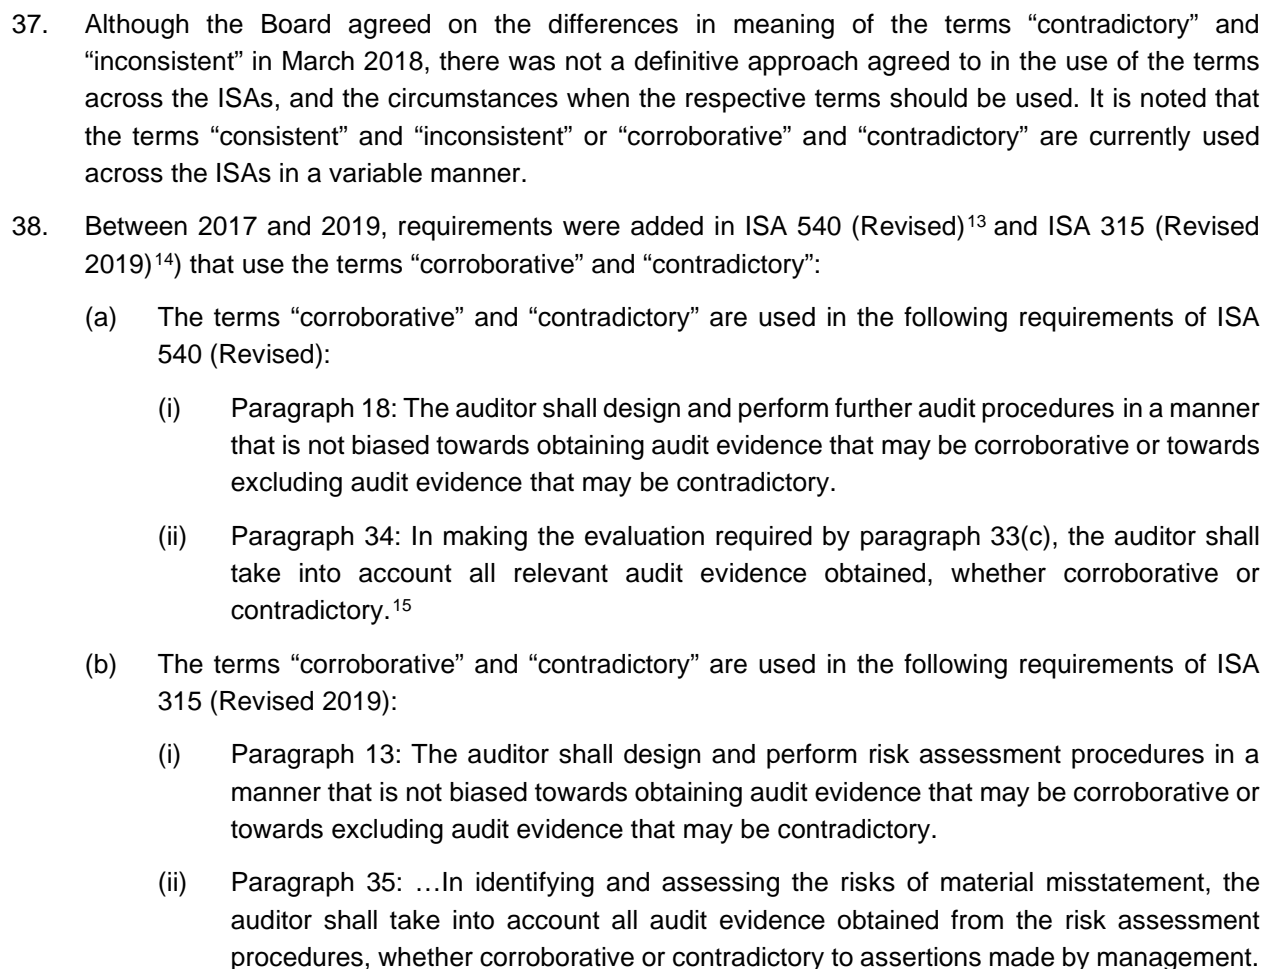 37. Although the Board agreed on the differences in meaning of the terms “contradictory” and
“inconsistent” in March 2018, there was not a definitive approach agreed to in the use of the terms
across the ISAs, and the circumstances when the respective terms should be used. It is noted that
the terms “consistent” and “inconsistent” or “corroborative” and “contradictory” are currently used
across the ISAs in a variable manner.
38. Between 2017 and 2019, requirements were added in ISA 540 (Revised)13 and ISA 315 (Revised
2019)14) that use the terms “corroborative” and “contradictory”:
(a) The terms “corroborative” and “contradictory” are used in the following requirements of ISA
540 (Revised):
(i) Paragraph 18: The auditor shall design and perform further audit procedures in a manner
that is not biased towards obtaining audit evidence that may be corroborative or towards
excluding audit evidence that may be contradictory.
(ii) Paragraph 34: In making the evaluation required by paragraph 33(c), the auditor shall
take into account all relevant audit evidence obtained, whether corroborative or
contradictory.15
(b) The terms “corroborative” and “contradictory” are used in the following requirements of ISA
315 (Revised 2019):
(i) Paragraph 13: The auditor shall design and perform risk assessment procedures in a
manner that is not biased towards obtaining audit evidence that may be corroborative or
towards excluding audit evidence that may be contradictory.
(ii) Paragraph 35: …In identifying and assessing the risks of material misstatement, the
auditor shall take into account all audit evidence obtained from the risk assessment
procedures, whether corroborative or contradictory to assertions made by management.